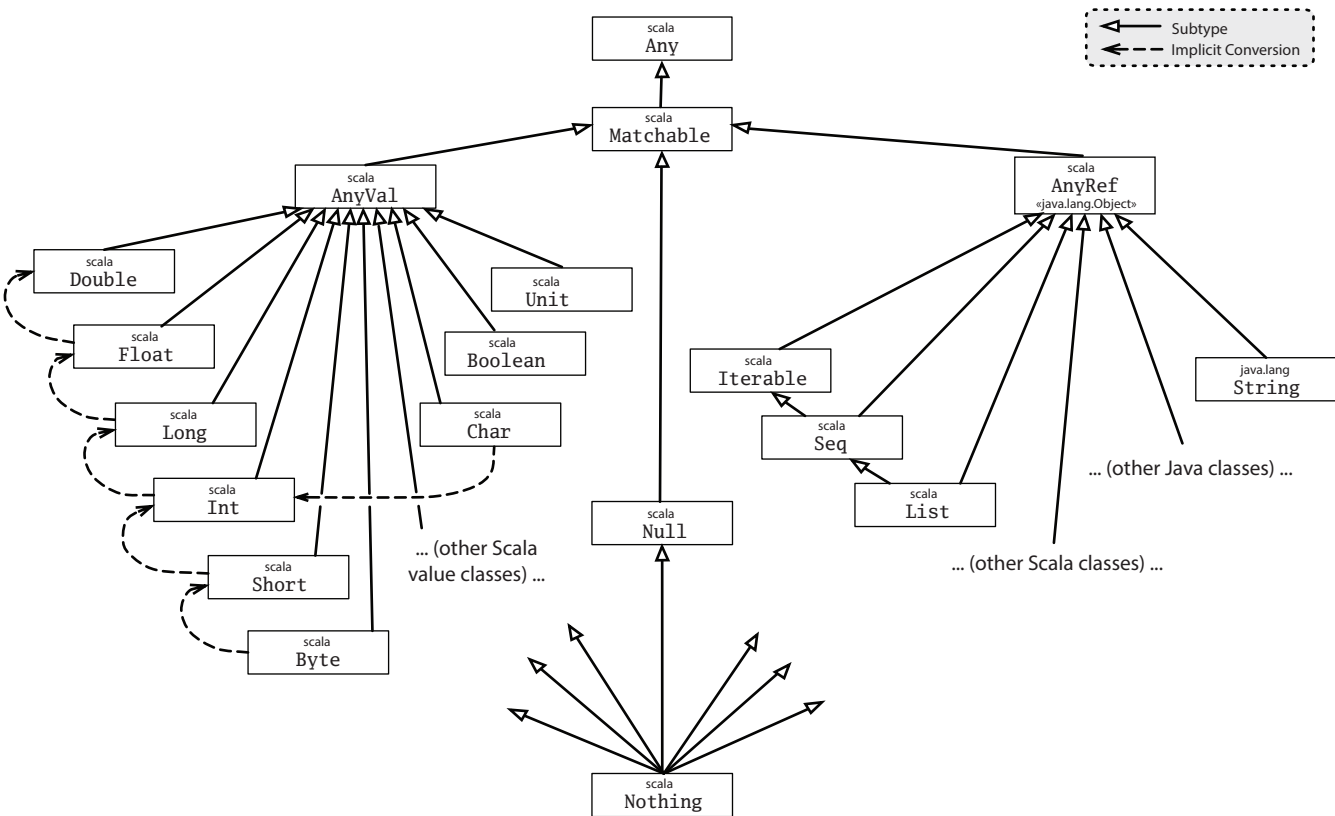 scala
Any
Subtype
Implicit Conversion
scala
Matchable
scala
AnyVal
scala
AnyRef
«java.lang.Object»
scala
Double
scala
Unit
scala
Float
scala
Boolean
scala
Iterable
java.lang
String
scala
Long
scala
Char
scala
Seq
... (other Java classes) ...
scala
Int
scala
List
scala
Null
... (other Scala
value classes) ...
... (other Scala classes) ...
scala
Short
scala
Byte
scala
Nothing